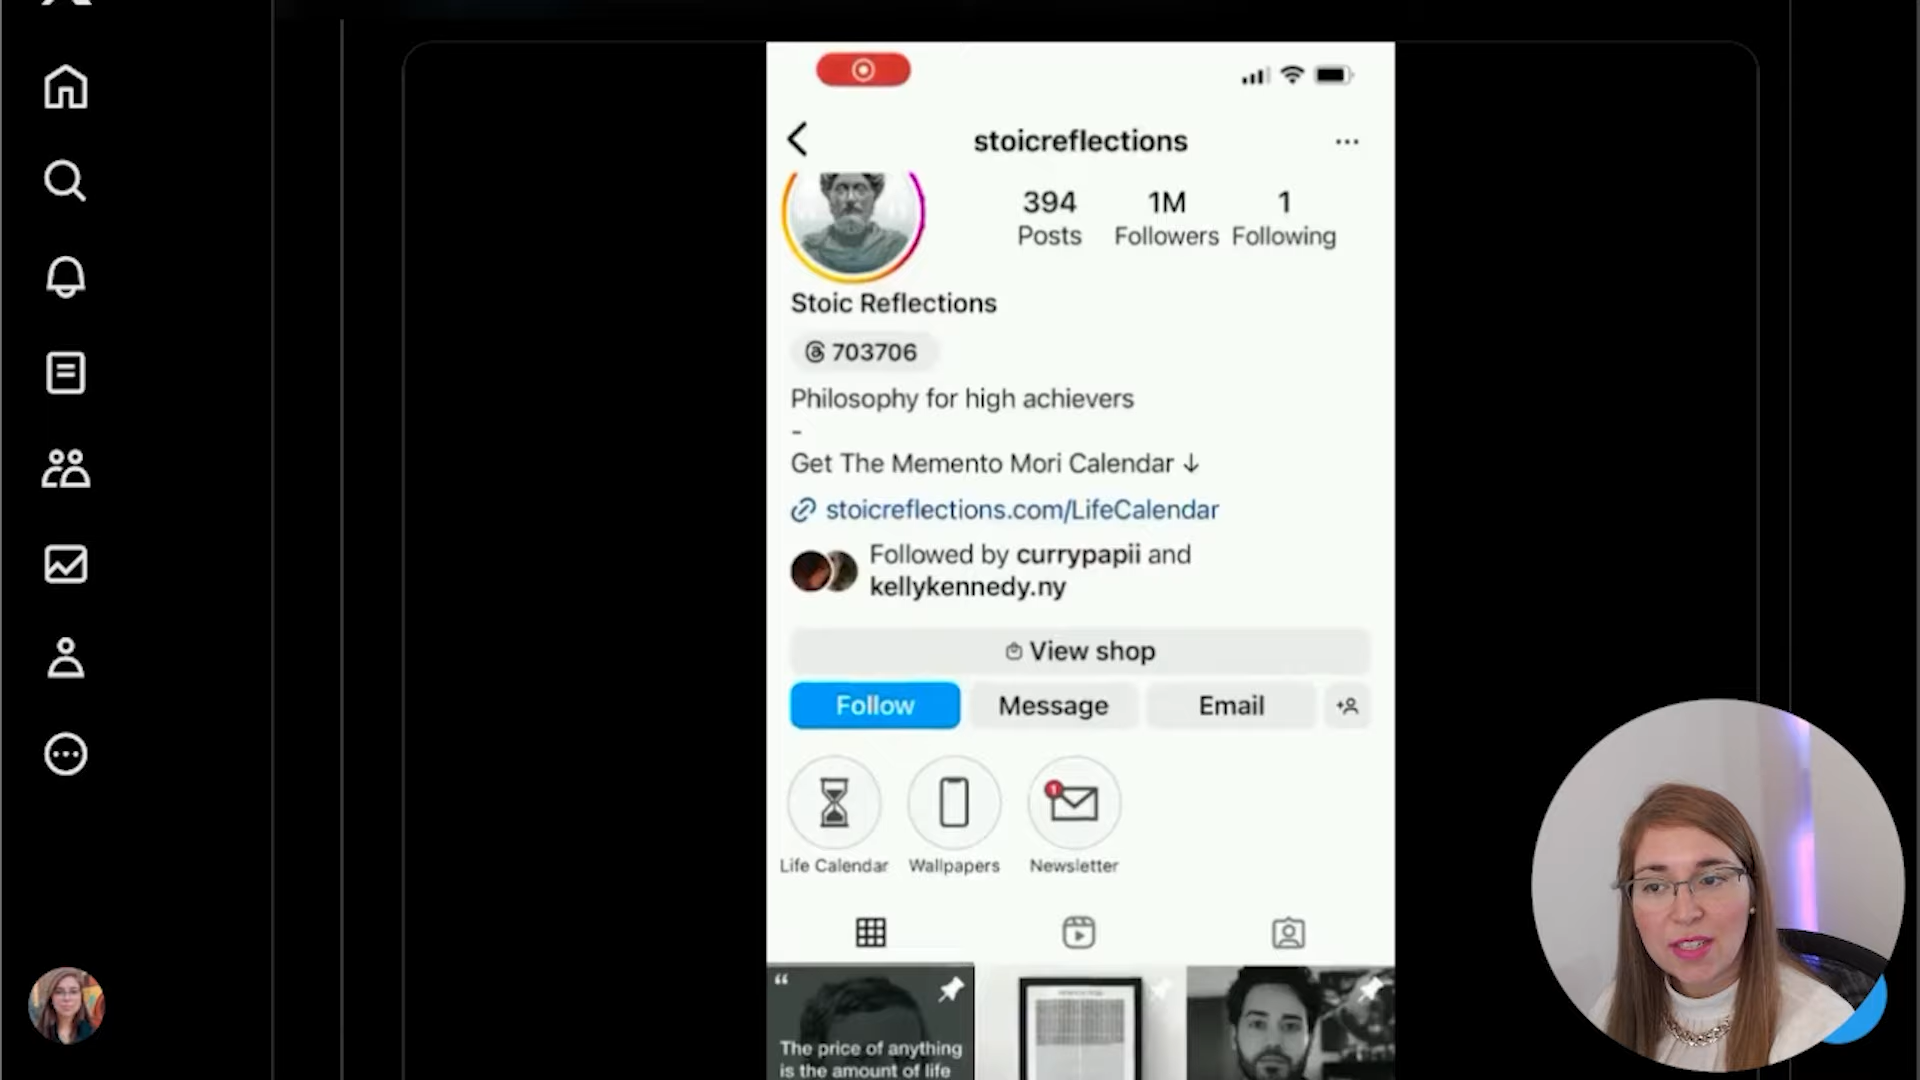 stoicreflections
394 1M 1
Posts Followers Following
Stoic Reflections
703706
Philosophy for high achievers
-
Get The Memento Mori Calendar ↓
stoicreflections.com/LifeCalendar
Followed by currypapii and
kellykennedy.ny
View shop
Follow Message Email
1
Life Calendar Wallpapers Newsletter
“
The price of anything
is the amount of life